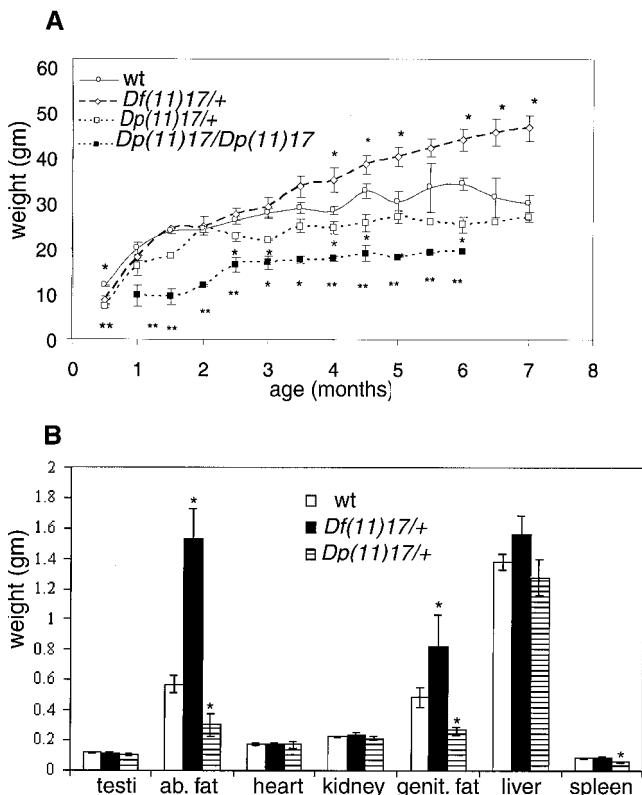 A
60
50
40
30
20
10
0
weight (gm)
wt
Df(11)17/+
Dp(11)17/+
Dp(11)17/Dp(11)17
* * * * * * *
* * * * * *
** ** ** ** ** * * ** ** ** ** **
0 1 2 3 4 5 6 7 8
age (months)
B
2
1.8
1.6
1.4
1.2
1
0.8
0.6
0.4
0.2
0
weight (gm)
wt
Df(11)17/+
Dp(11)17/+
* * * * *
testi ab. fat heart kidney genit. fat liver spleen